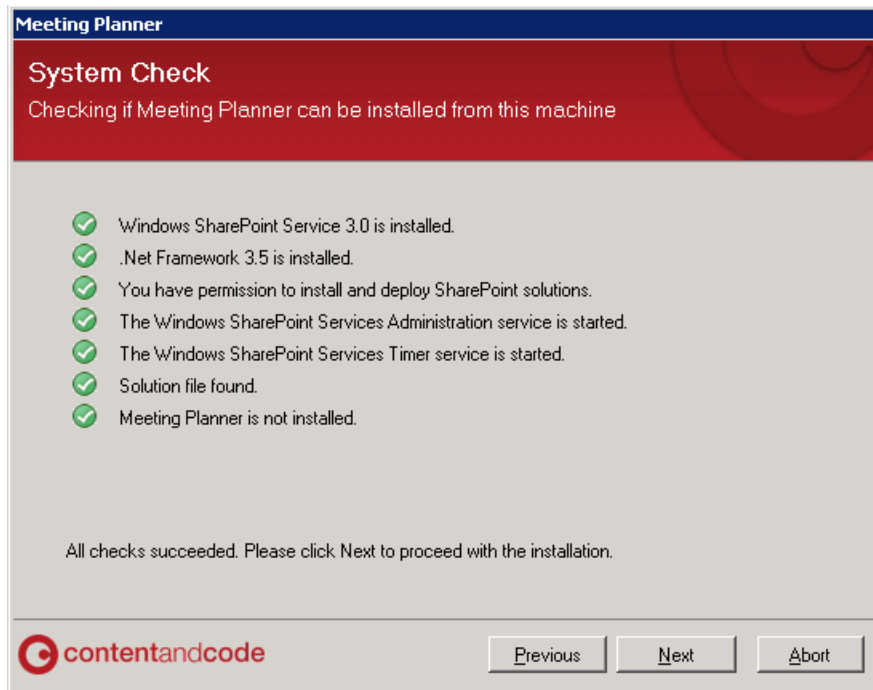 Meeting Planner
System Check
Checking if Meeting Planner can be installed from this machine
Windows SharePoint Service 3.0 is installed.
.Net Framework 3.5 is installed.
You have permission to install and deploy SharePoint solutions.
The Windows SharePoint Services Administration service is started.
The Windows SharePoint Services Timer service is started.
Solution file found.
Meeting Planner is not installed.
All checks succeeded. Please click Next to proceed with the installation.
contentandcode Previous Next Abort